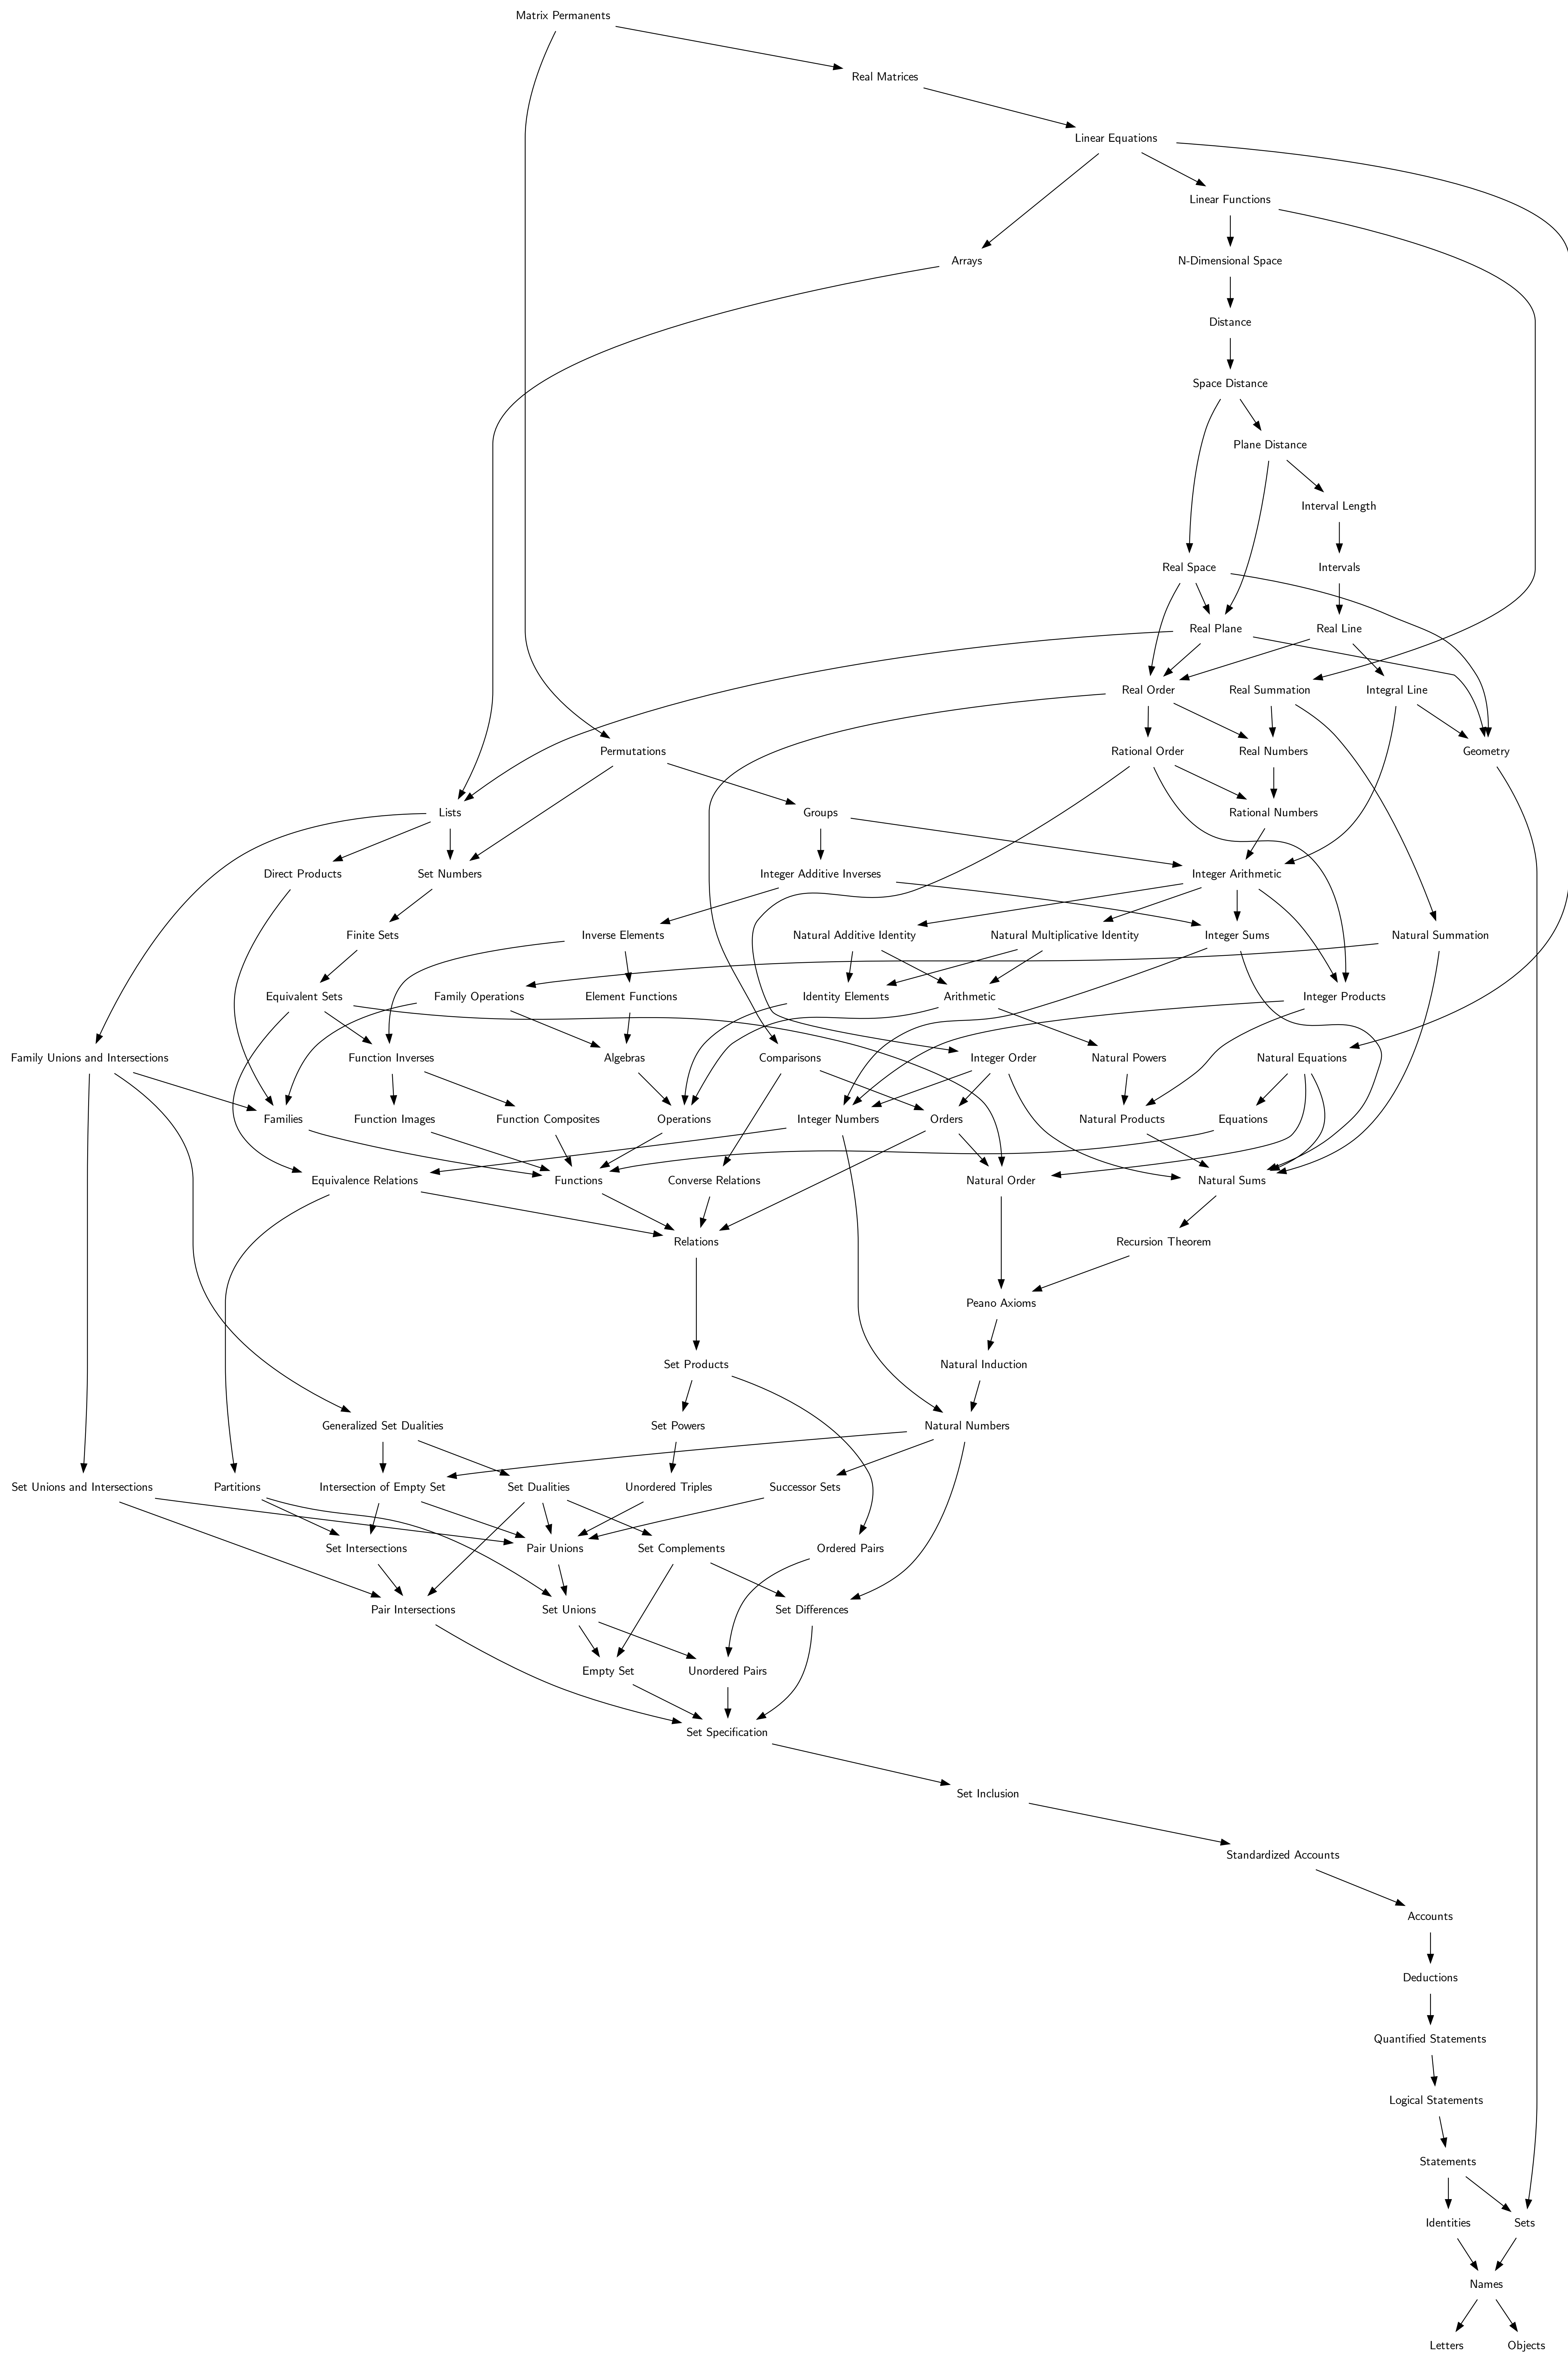 Matrix Permanents
Real Matrices
Linear Equations
Linear Functions
Arrays
N-Dimensional Space
Distance
Space Distance
Plane Distance
Interval Length
Real Space
Intervals
Real Plane
Real Line
Real Order
Real Summation
Integral Line
Permutations
Rational Order
Real Numbers
Geometry
Lists
Groups
Rational Numbers
Direct Products
Set Numbers
Integer Additive Inverses
Integer Arithmetic
Finite Sets
Inverse Elements
Natural Additive Identity
Natural Multiplicative Identity
Integer Sums
Natural Summation
Equivalent Sets
Family Operations
Element Functions
Identity Elements
Arithmetic
Integer Products
Family Unions and Intersections
Function Inverses
Algebras
Comparisons
Integer Order
Natural Powers
Natural Equations
Families
Function Images
Function Composites
Operations
Integer Numbers
Orders
Natural Products
Equations
Equivalence Relations
Functions
Converse Relations
Natural Order
Natural Sums
Relations
Recursion Theorem
Peano Axioms
Set Products
Natural Induction
Generalized Set Dualities
Set Powers
Natural Numbers
Set Unions and Intersections
Partitions
Intersection of Empty Set
Set Dualities
Unordered Triples
Successor Sets
Set Intersections
Pair Unions
Set Complements
Ordered Pairs
Pair Intersections
Set Unions
Set Differences
Empty Set
Unordered Pairs
Set Specification
Set Inclusion
Standardized Accounts
Accounts
Deductions
Quantified Statements
Logical Statements
Statements
Identities
Sets
Names
Letters
Objects